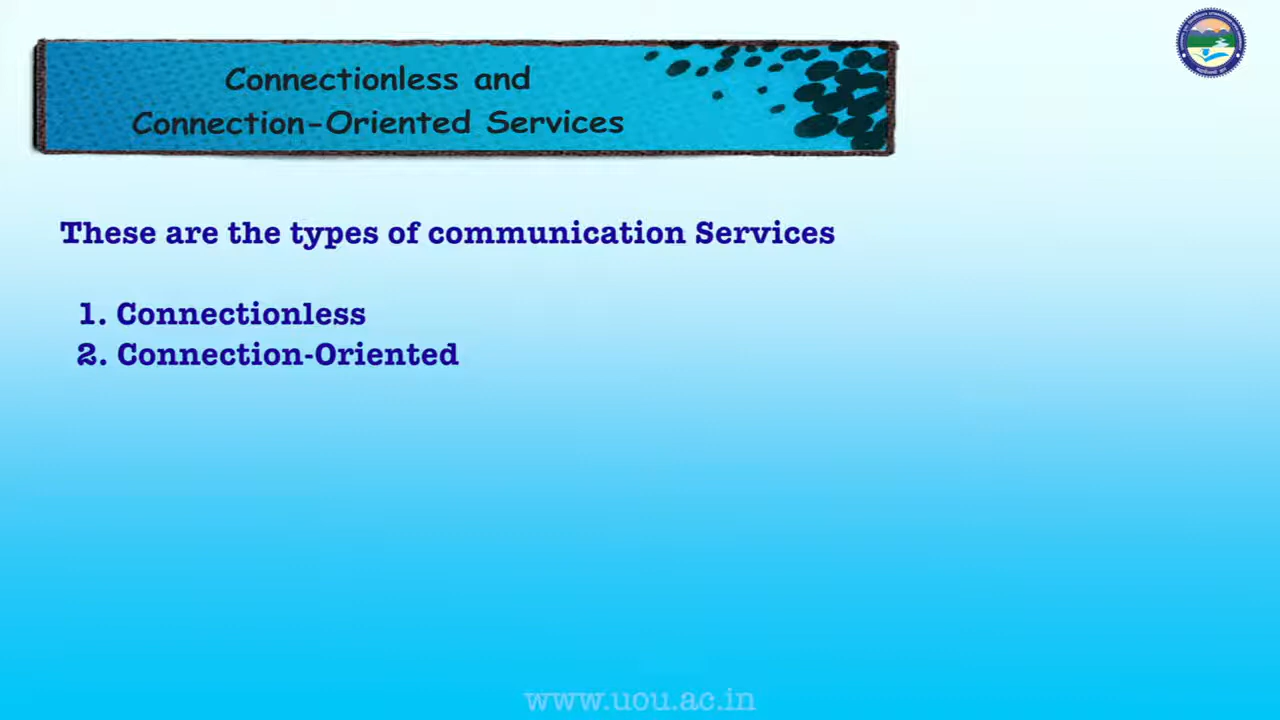 Connectionless and
Connection-Oriented Services
These are the types of communication Services
1. Connectionless
2. Connection-Oriented
www.uou.ac.in